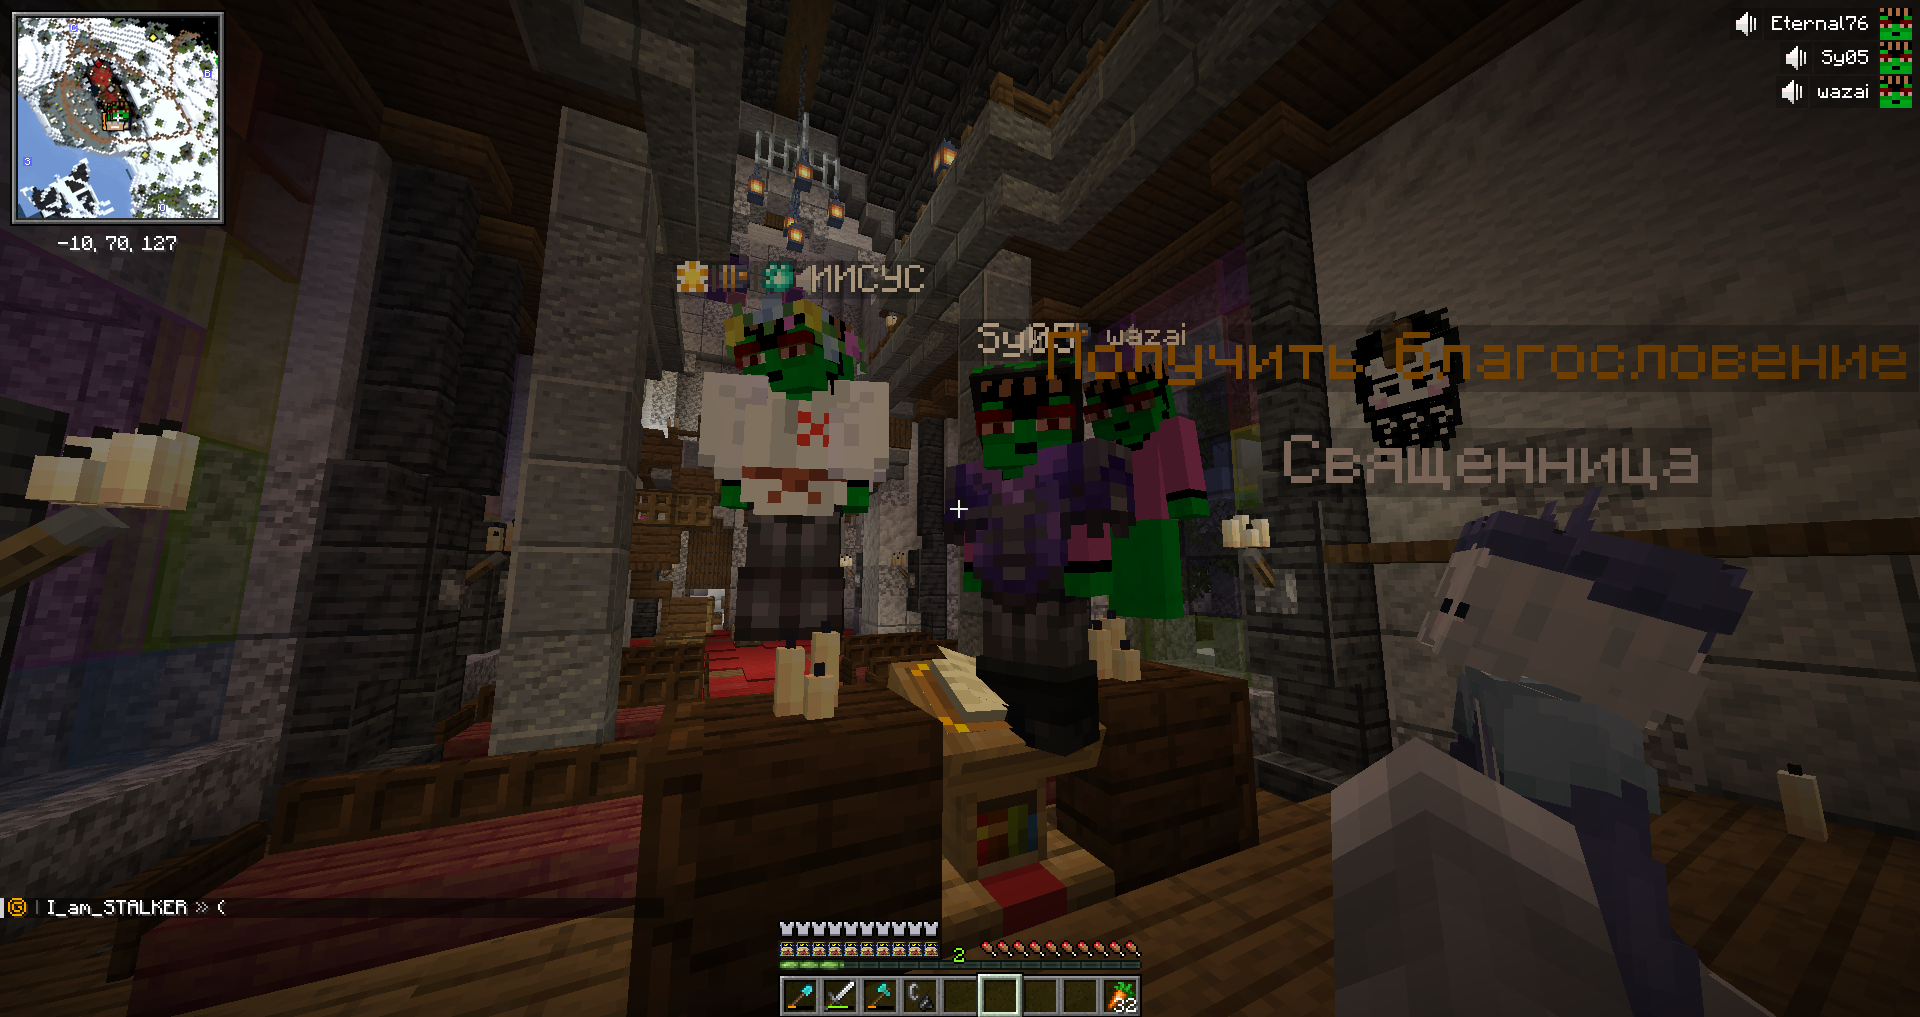 Eternal76
Sy05
wazai
-10, 70, 127
ИИСУС
Sy05
wazai
Получить благословение
Священница
I_am_STALKER » (
2
32